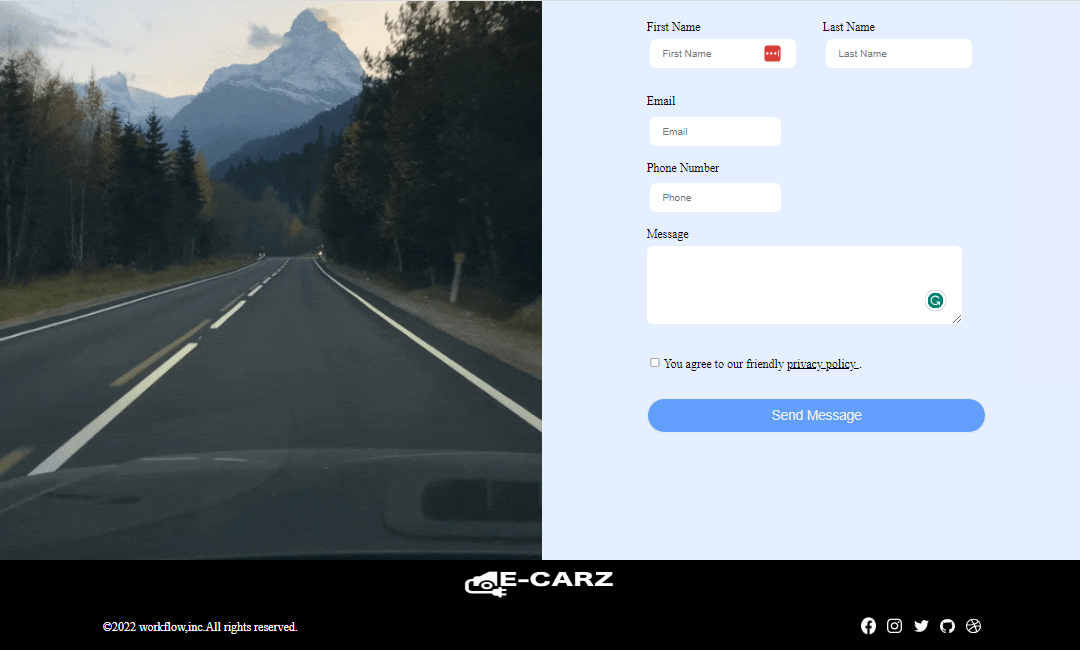 First Name Last Name
First Name Last Name
Email
Email
Phone Number
Phone
Message
You agree to our friendly privacy policy .
Send Message
E-CARZ
©2022 workflow,inc.All rights reserved.